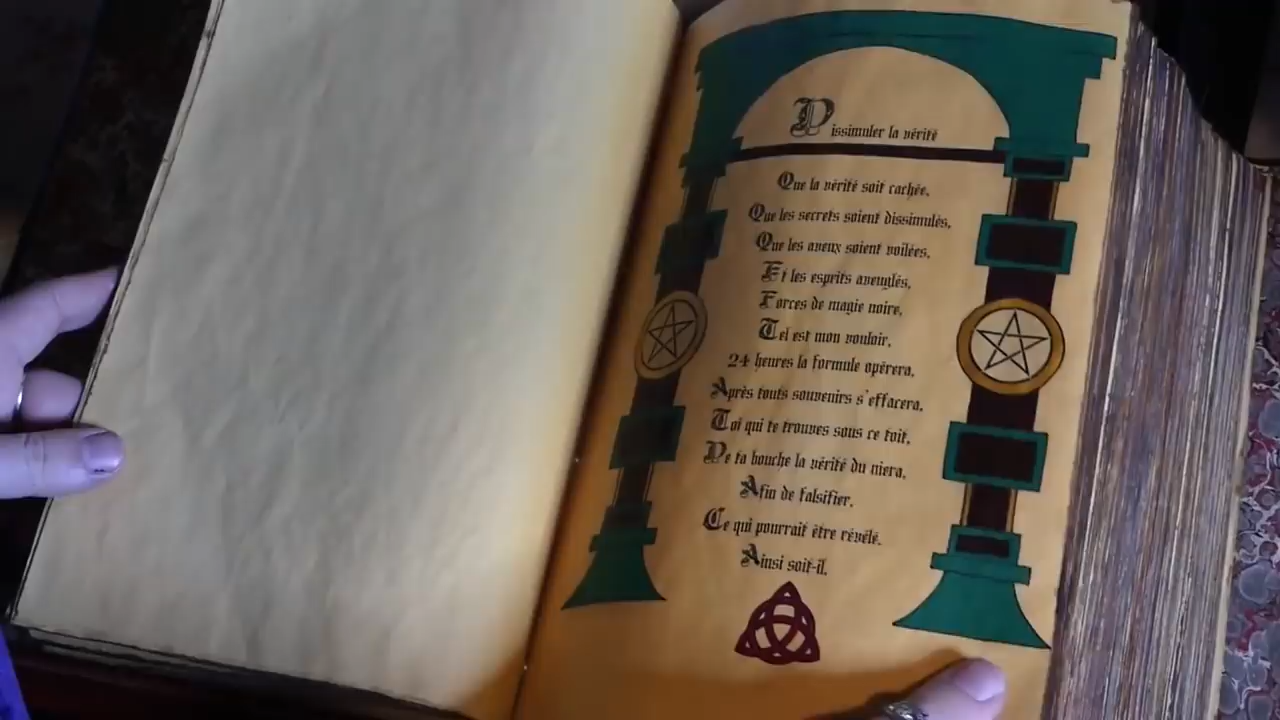 Dissimuler la vérité
Que la vérité soit cachée,
Que les secrets soient dissimulés,
Que les aveux soient voilées,
Et les esprits aveuglés,
Forces de magie noire,
Tel est mon vouloir,
24 heures la formule opérera,
Après touts souvenirs s'effacera,
Toi qui te trouves sous ce toit,
De ta bouche la vérité du niera,
Afin de falsifier,
Ce qui pourrait être révélé.
Ainsi soit-il.